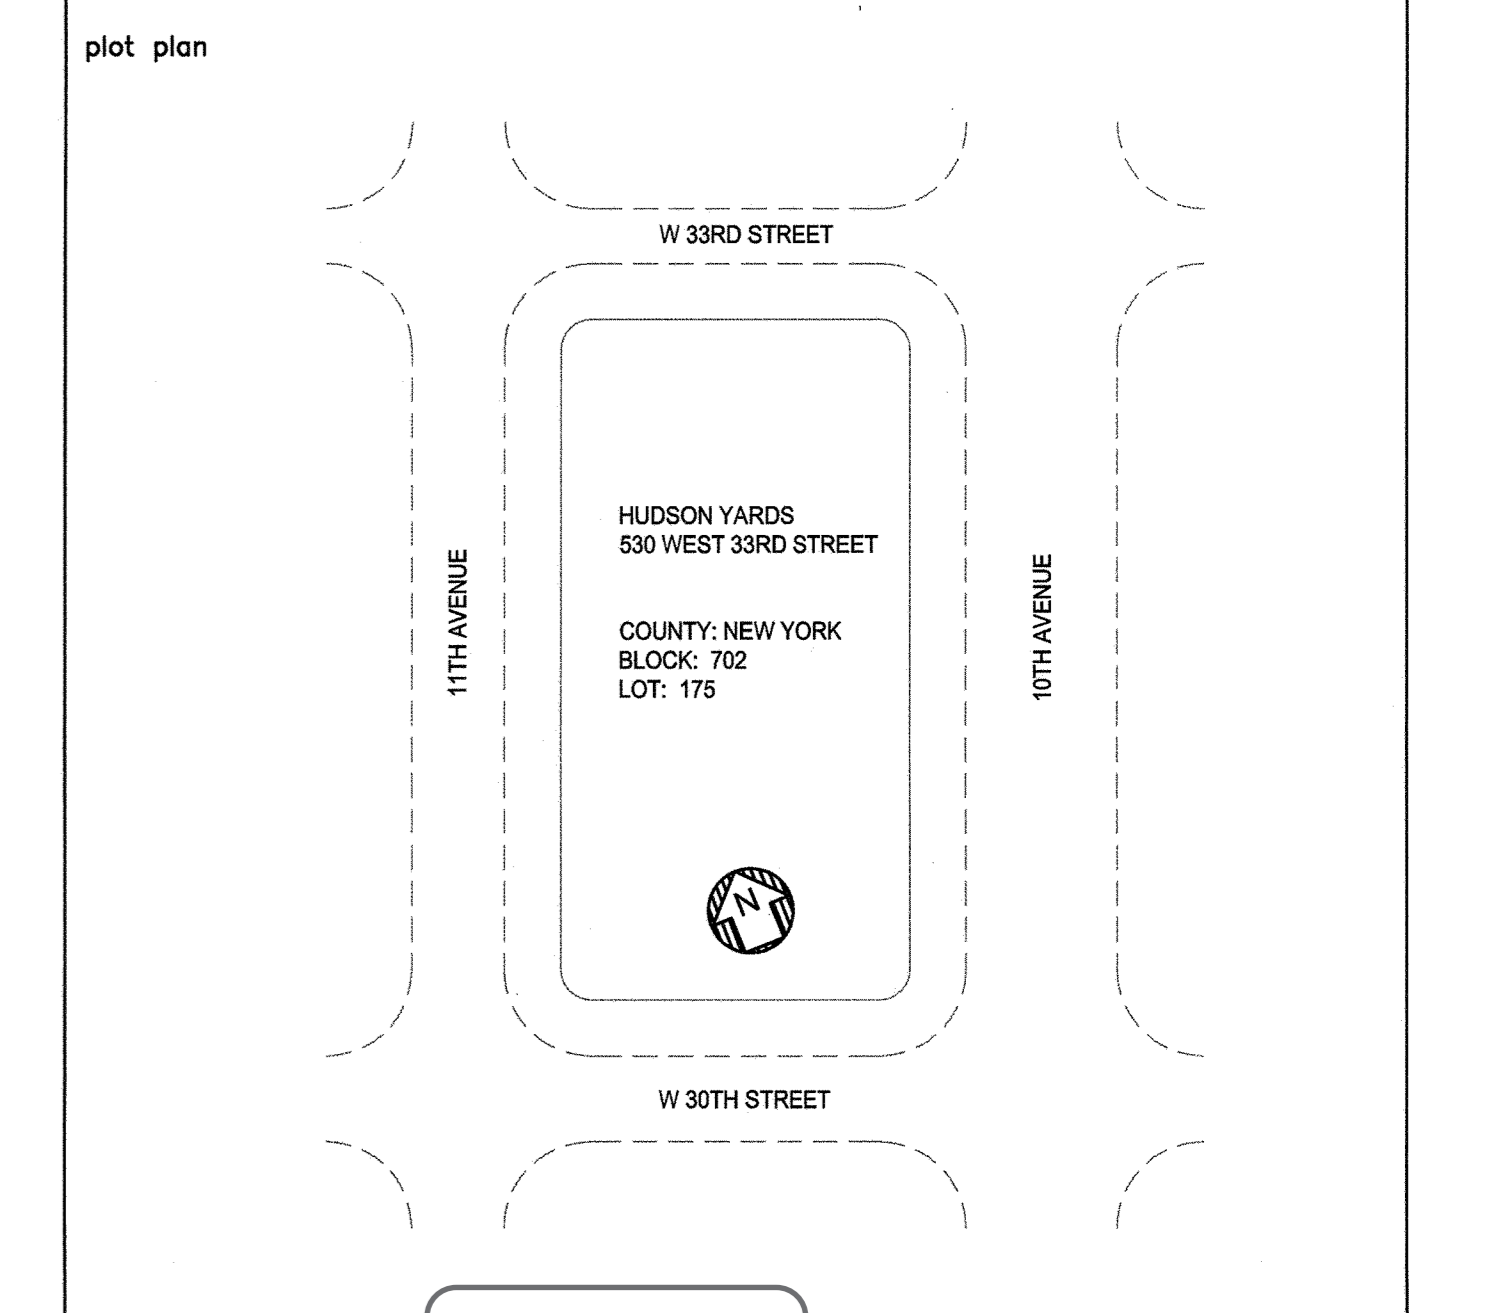 plot plan
W 33RD STREET
HUDSON YARDS
530 WEST 33RD STREET
11TH AVENUE
10TH AVENUE
COUNTY: NEW YORK
BLOCK: 702
LOT: 175
N
W 30TH STREET